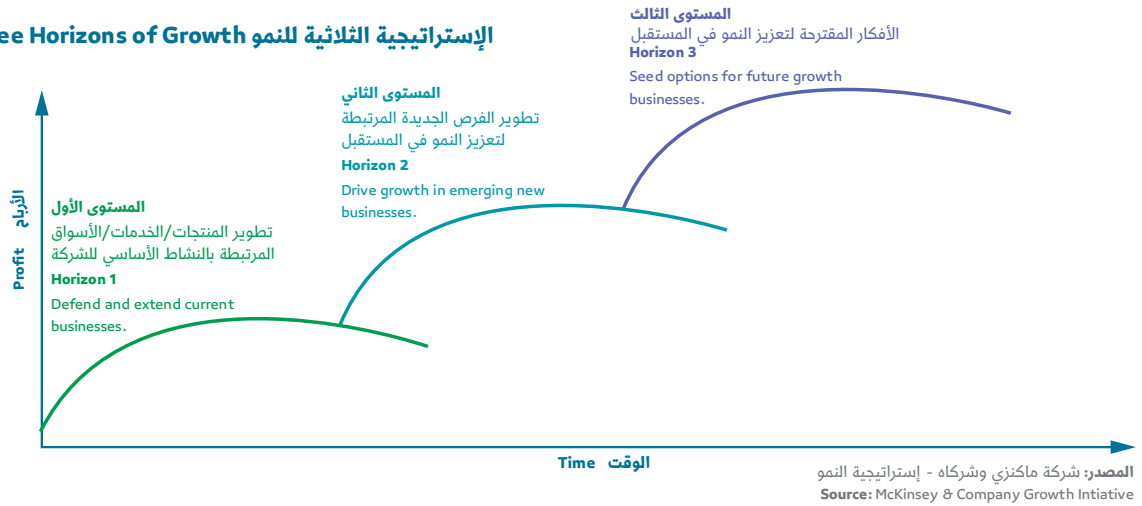 الإستراتيجية الثلاثية للنمو ee Horizons of Growth
المستوى الثالث
الأفكار المقترحة لتعزيز النمو في المستقبل
Horizon 3
Seed options for future growth
businesses.
المستوى الثاني
تطوير الفرص الجديدة المرتبطة
لتعزيز النمو في المستقبل
Horizon 2
Drive growth in emerging new
businesses.
المستوى الأول
تطوير المنتجات/الخدمات/الأسواق
المرتبطة بالنشاط الأساسي للشركة
Horizon 1
Defend and extend current
businesses.
Profit الأرباح
Time الوقت
المصدر: شركة ماكنزي وشركاه - إستراتيجية النمو
Source: McKinsey & Company Growth Intiative